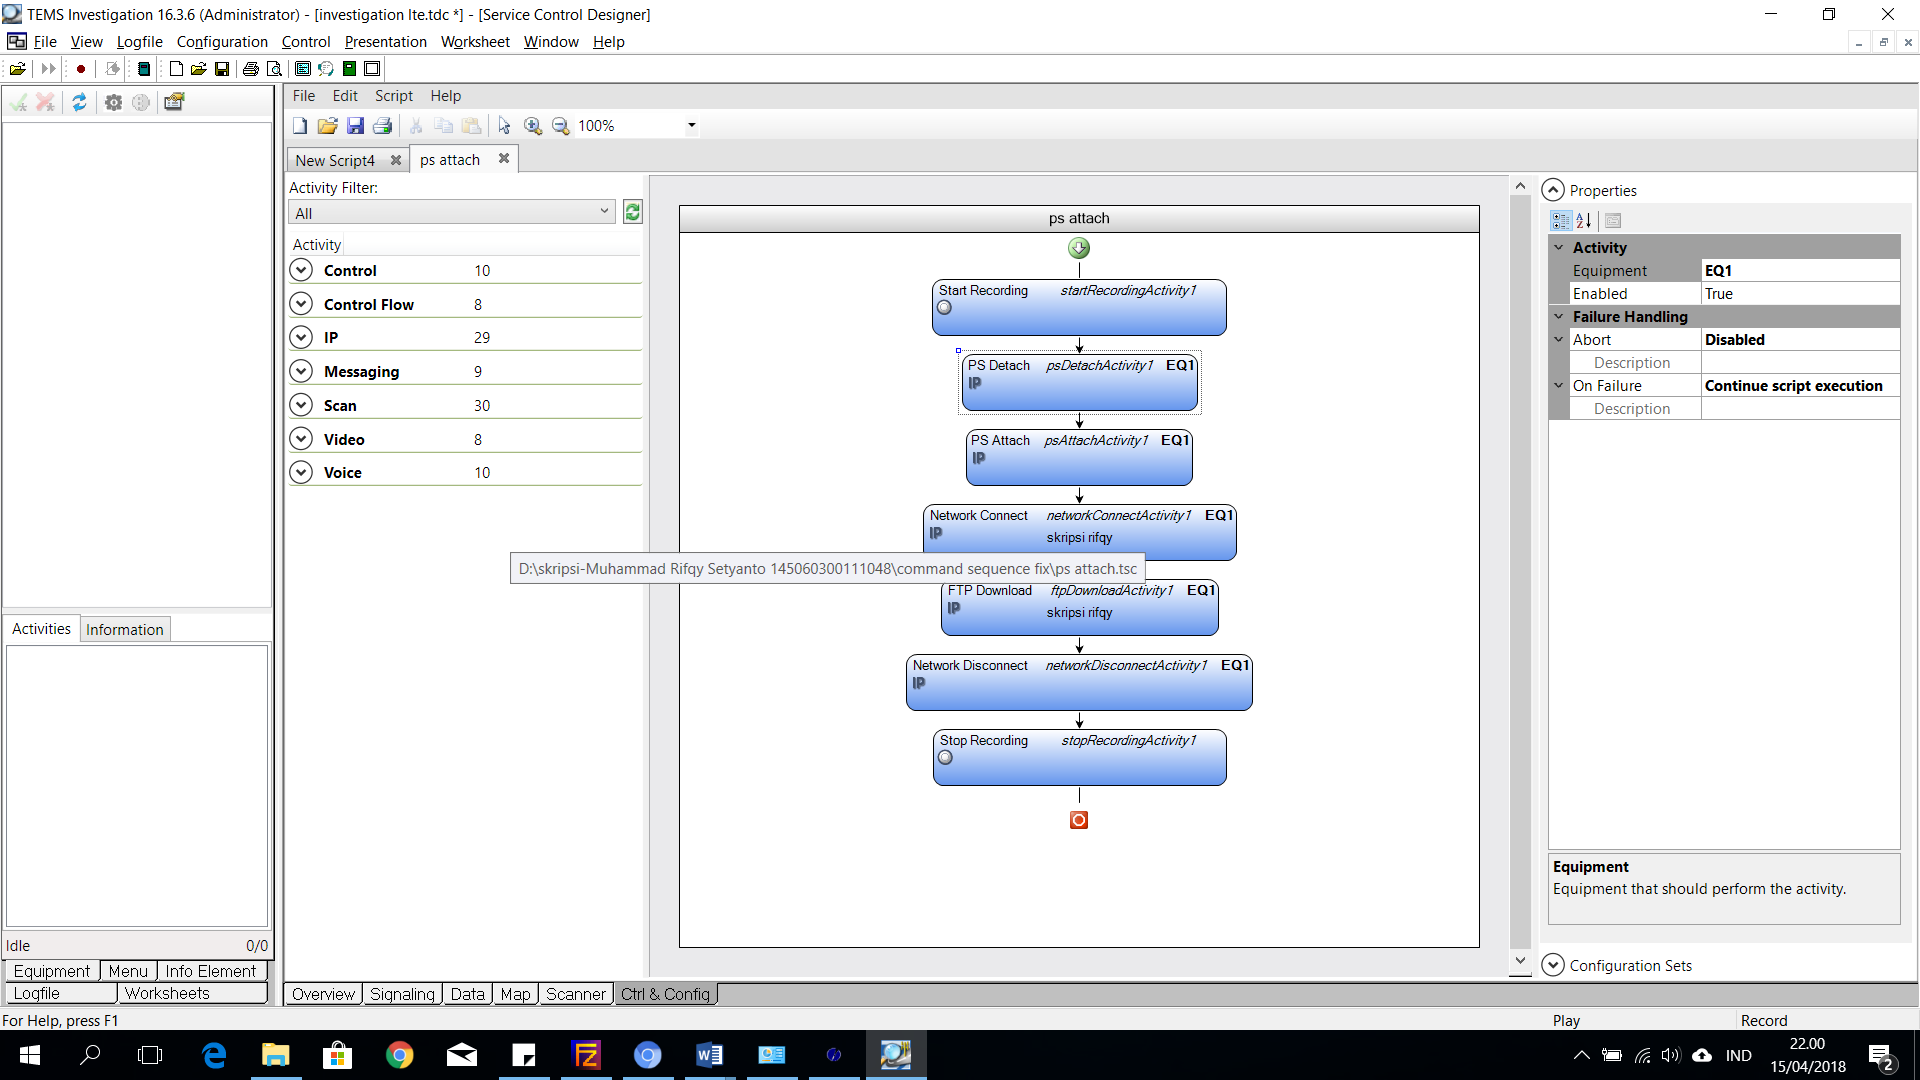 TEMS Investigation 16.3.6 (Administrator) - [investigation lte.tdc *] - [Service Control Designer]
File View Logfile Configuration Control Presentation Worksheet Window Help
File Edit Script Help
100%
New Script4
ps attach
Activity Filter:
All
Activity
Control 10
Control Flow 8
IP 29
Messaging 9
Scan 30
Video 8
Voice 10
ps attach
Start Recording startRecordingActivity1
PS Detach psDetachActivity1 EQ1
IP
PS Attach psAttachActivity1 EQ1
IP
Network Connect networkConnectActivity1 EQ1
IP skripsi rifqy
D:\skripsi-Muhammad Rifqy Setyanto 145060300111048\command sequence fix\ps attach.tsc
FTP Download ftpDownloadActivity1 EQ1
IP skripsi rifqy
Network Disconnect networkDisconnectActivity1 EQ1
IP
Stop Recording stopRecordingActivity1
Properties
Activity
Equipment EQ1
Enabled True
Failure Handling
Abort Disabled
Description
On Failure Continue script execution
Description
Equipment
Equipment that should perform the activity.
Configuration Sets
Activities Information
Idle 0/0
Equipment Menu Info Element
Logfile Worksheets
Overview Signaling Data Map Scanner Ctrl & Config
For Help, press F1
Play Record
IND
22.00
15/04/2018
2